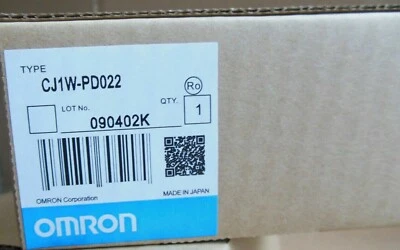 TYPE
CJ1W-PD022
Ro
LOT No.
QTY.
090402K
1
OMRON Corporation
MADE IN JAPAN
OMRON